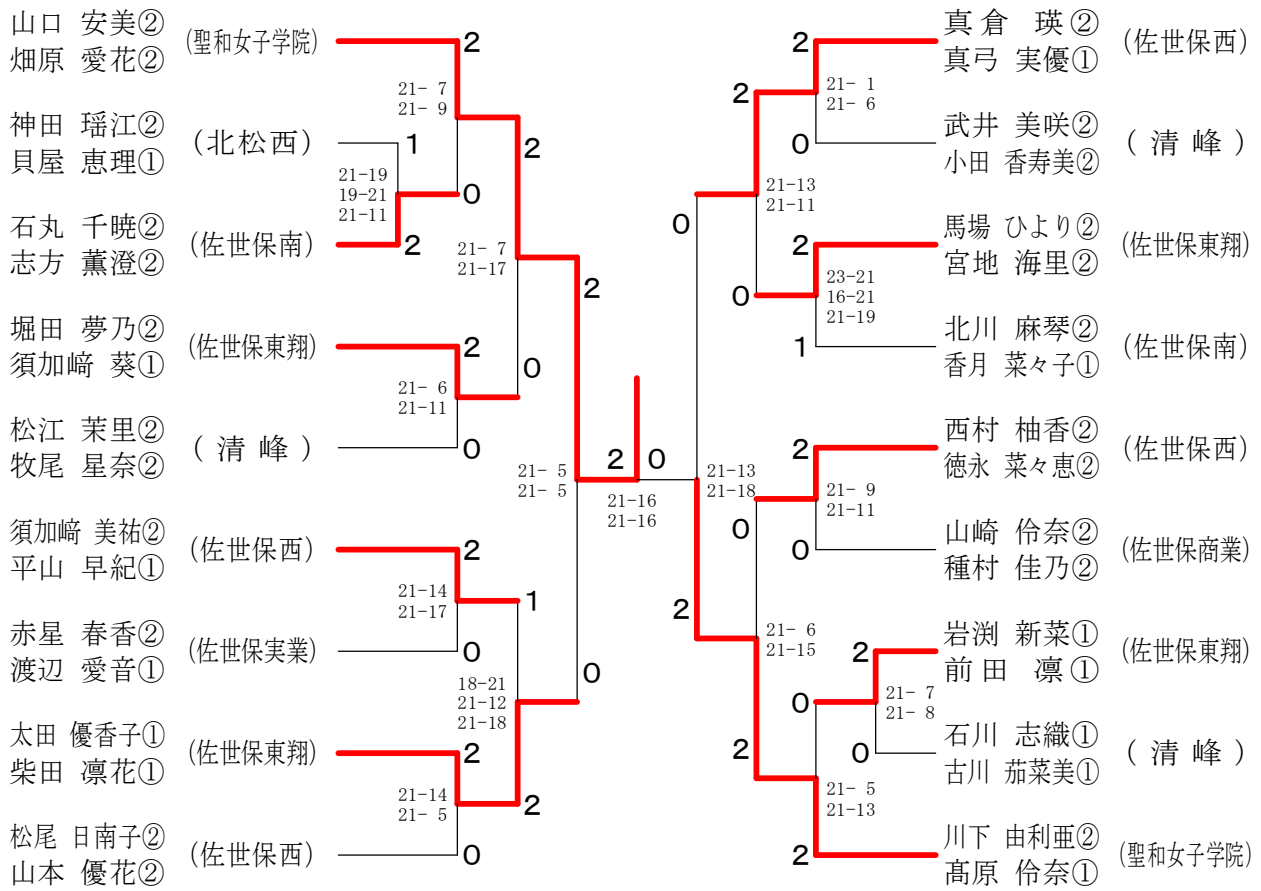 山口 安美②
畑原 愛花②
(聖和女子学院)
2
21- 7
21- 9
神田 瑶江②
貝屋 恵理①
(北松西)
1
2
21-19
19-21
21-11
0
石丸 千暁②
志方 薫澄②
(佐世保南)
2
21- 7
21-17
2
堀田 夢乃②
須加﨑 葵①
(佐世保東翔)
2
0
21- 6
21-11
松江 茉里②
牧尾 星奈②
(清峰)
0
21- 5
21- 5
2
0
21-16
21-16
須加﨑 美祐②
平山 早紀①
(佐世保西)
2
21-14
21-17
1
赤星 春香②
渡辺 愛音①
(佐世保実業)
0
0
18-21
21-12
21-18
太田 優香子①
柴田 凛花①
(佐世保東翔)
2
21-14
21- 5
2
松尾 日南子②
山本 優花②
(佐世保西)
0
真倉 瑛②
真弓 実優①
(佐世保西)
2
21- 1
21- 6
2
武井 美咲②
小田 香寿美②
(清峰)
0
21-13
21-11
0
馬場 ひより②
宮地 海里②
(佐世保東翔)
2
23-21
16-21
21-19
0
北川 麻琴②
香月 菜々子①
(佐世保南)
1
西村 柚香②
徳永 菜々恵②
(佐世保西)
2
21-13
21-18
21- 9
21-11
0
山崎 伶奈②
種村 佳乃②
(佐世保商業)
0
2
21- 6
21-15
岩渕 新菜①
前田 凛①
(佐世保東翔)
2
21- 7
21- 8
0
石川 志織①
古川 茄菜美①
(清峰)
0
2
21- 5
21-13
川下 由利亜②
髙原 伶奈①
(聖和女子学院)
2